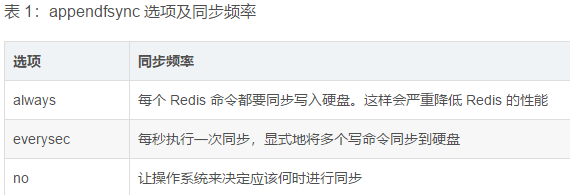 表 1：appendfsync 选项及同步频率
选项 同步频率
always 每个 Redis 命令都要同步写入硬盘。这样会严重降低 Redis 的性能
everysec 每秒执行一次同步，显式地将多个写命令同步到硬盘
no 让操作系统来决定应该何时进行同步